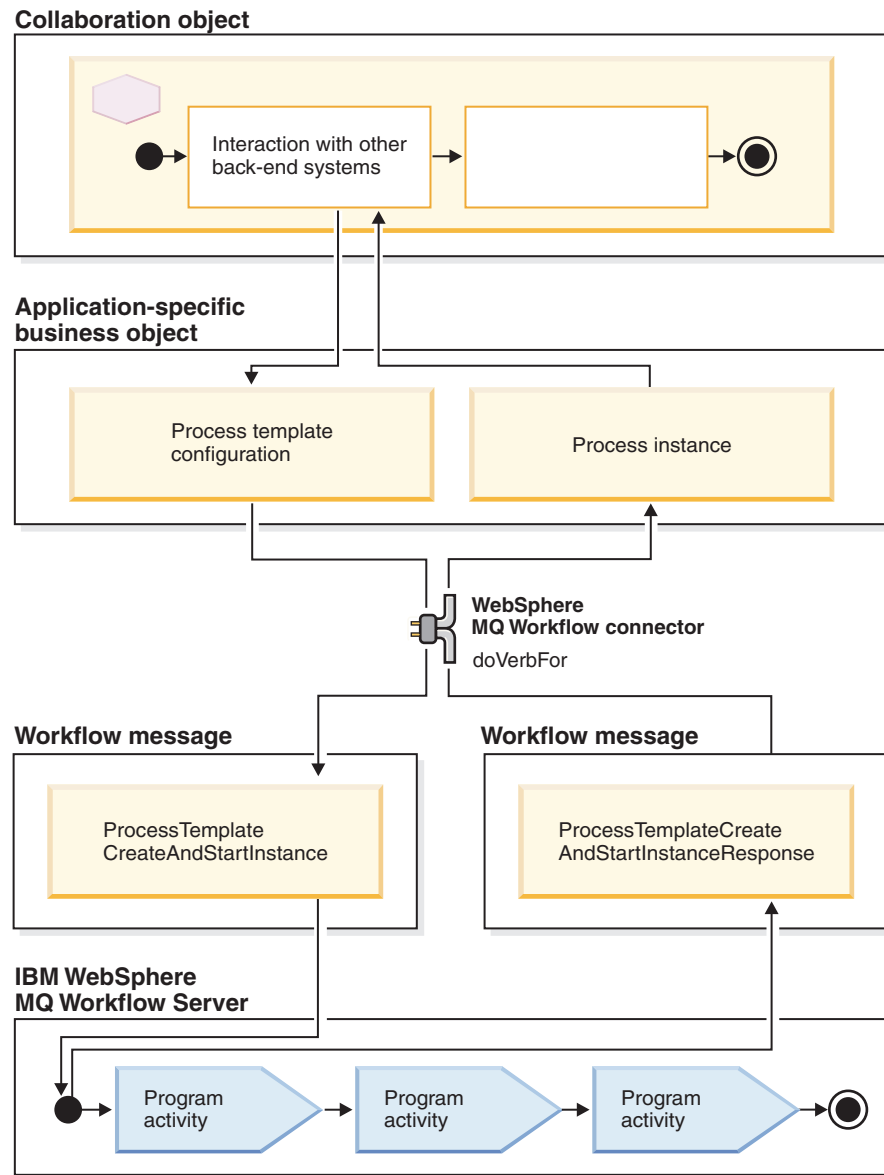 Collaboration object
Interaction with other
back-end systems
Application-specific
business object
Process template
configuration
Process instance
WebSphere
MQ Workflow connector
doVerbFor
Workflow message
Workflow message
ProcessTemplate
CreateAndStartInstance
ProcessTemplateCreate
AndStartInstanceResponse
IBM WebSphere
MQ Workflow Server
Program
activity
Program
activity
Program
activity